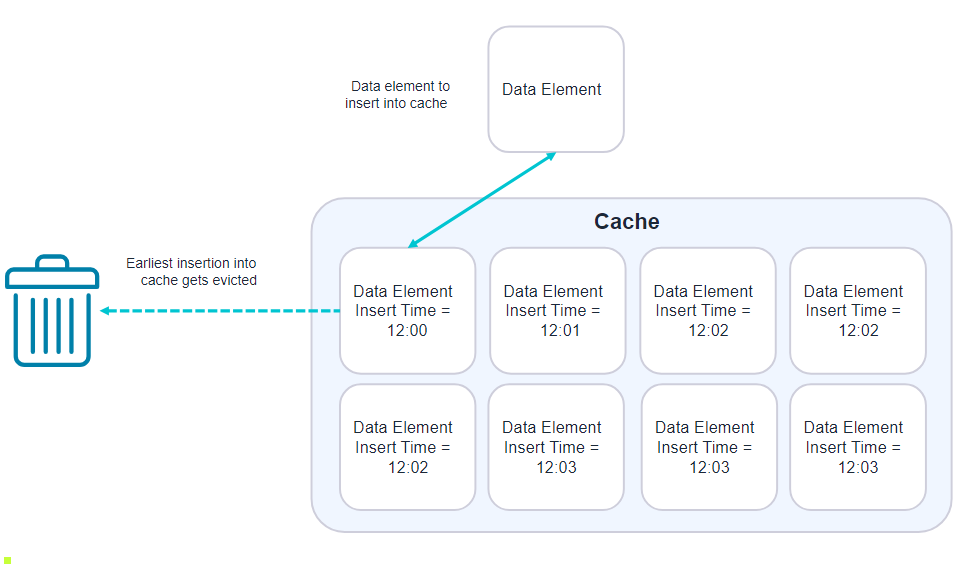 Data element to
insert into cache
Data Element
Cache
Earliest insertion into
cache gets evicted
Data Element
Insert Time =
12:00
Data Element
Insert Time =
12:01
Data Element
Insert Time =
12:02
Data Element
Insert Time =
12:02
Data Element
Insert Time =
12:02
Data Element
Insert Time =
12:03
Data Element
Insert Time =
12:03
Data Element
Insert Time =
12:03